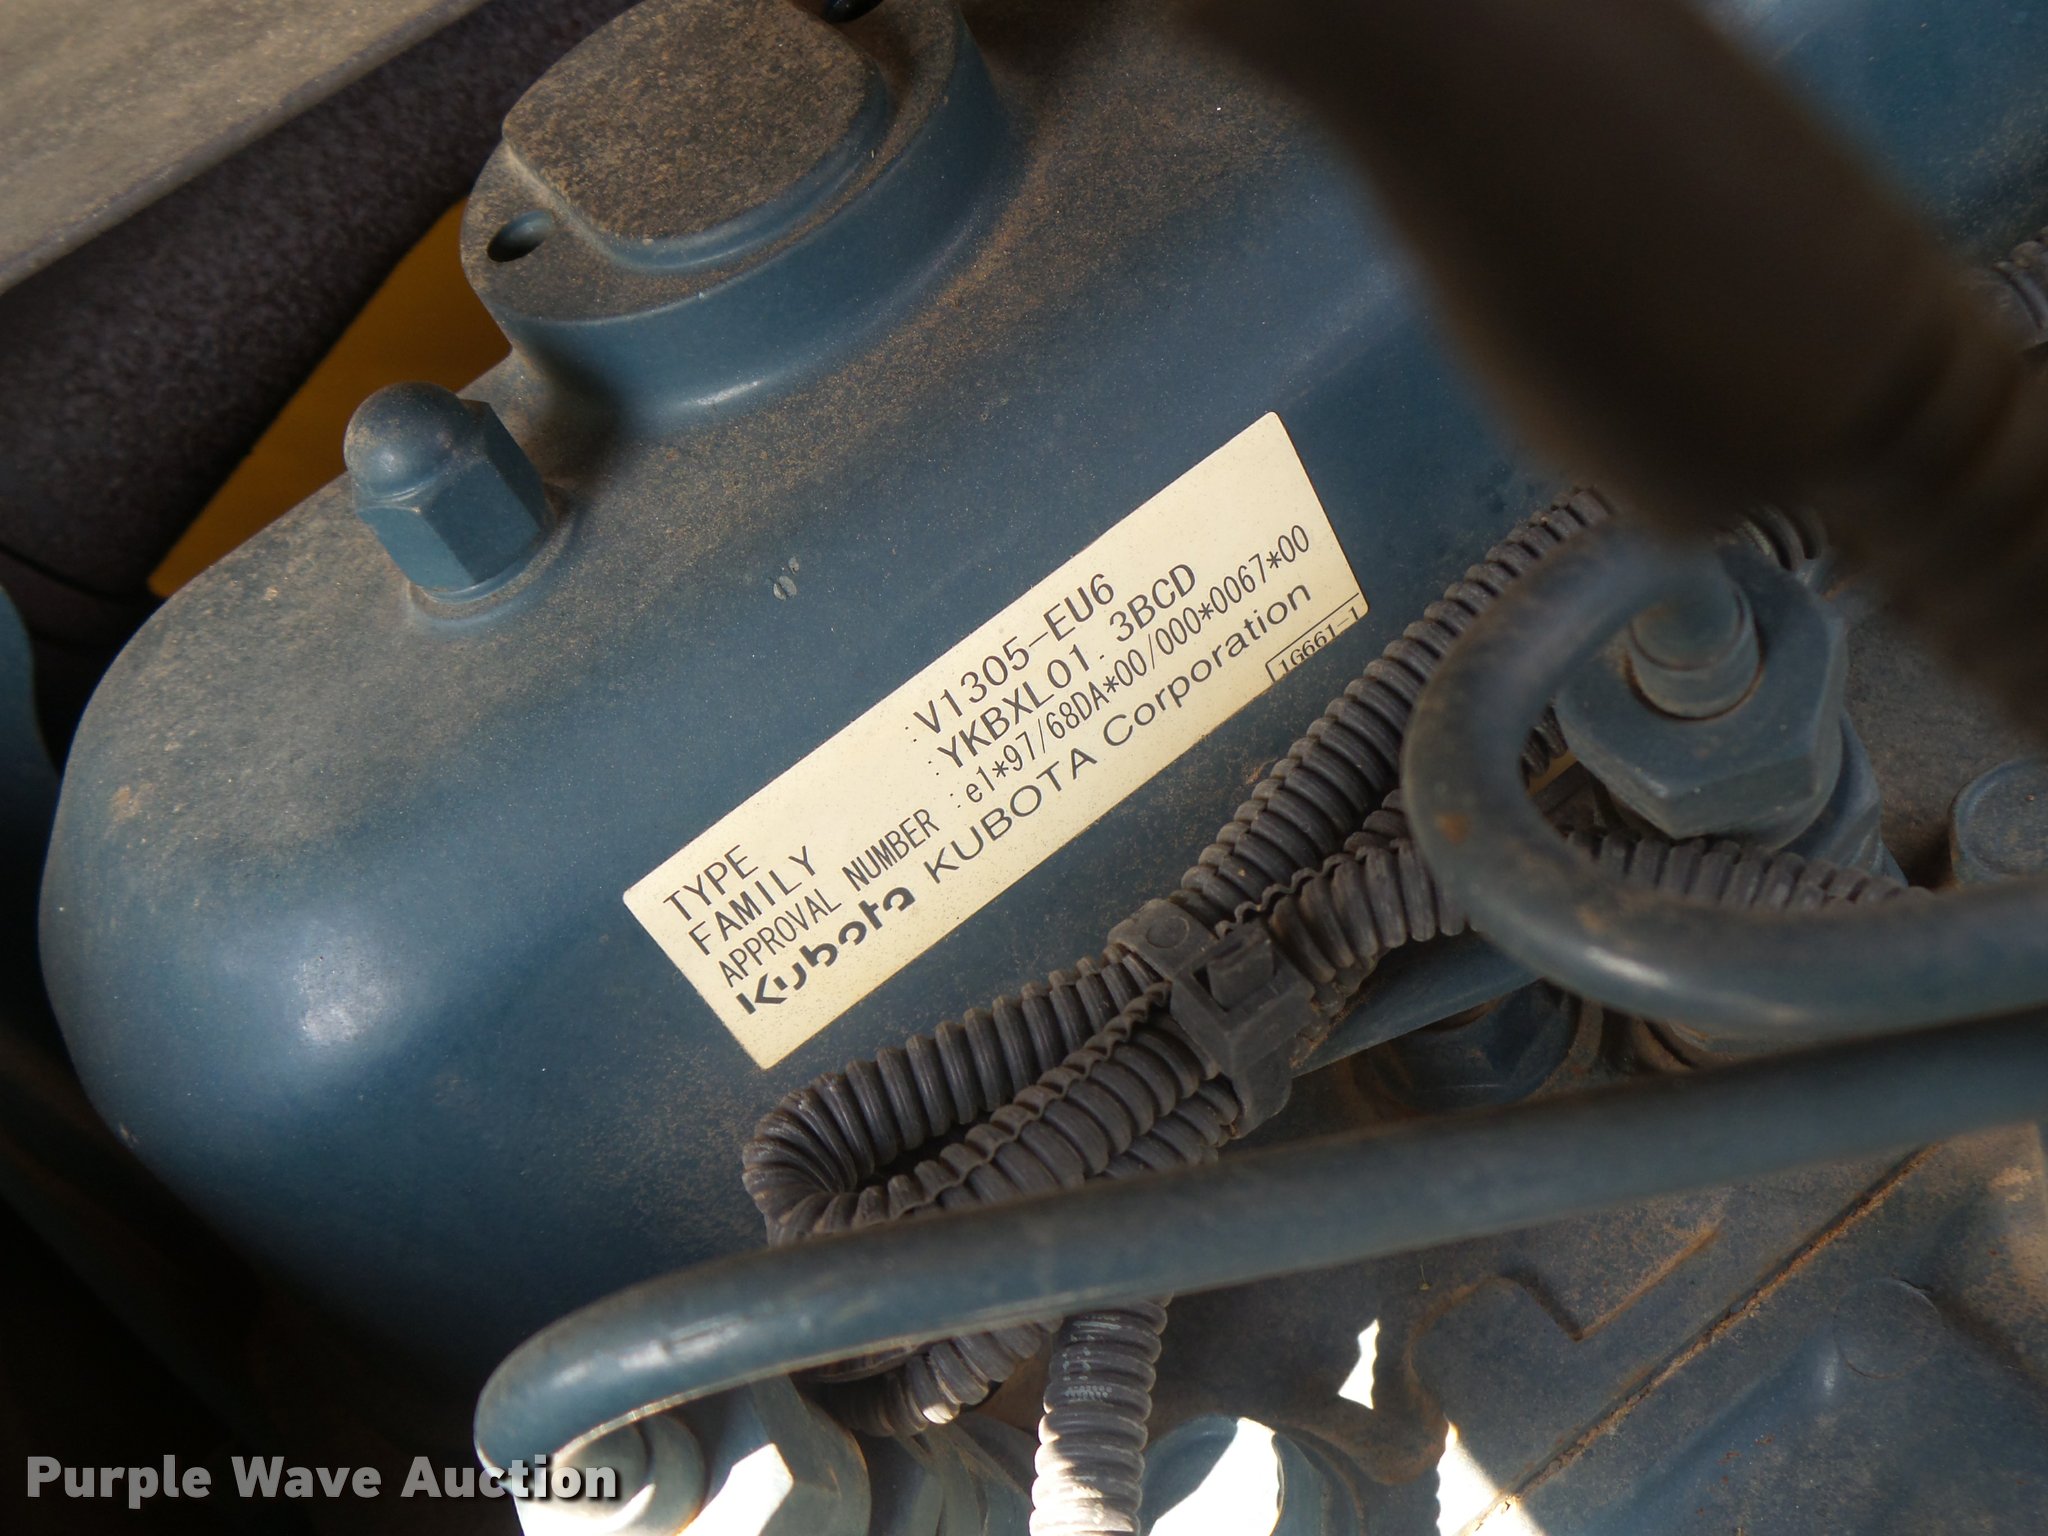 TYPE : V1305-EU6
FAMILY : YKBXL01.3BCD
APPROVAL NUMBER : e1*97/68DA*00/000*0067*00
Kubota KUBOTA Corporation
1G661-1
Purple Wave Auction